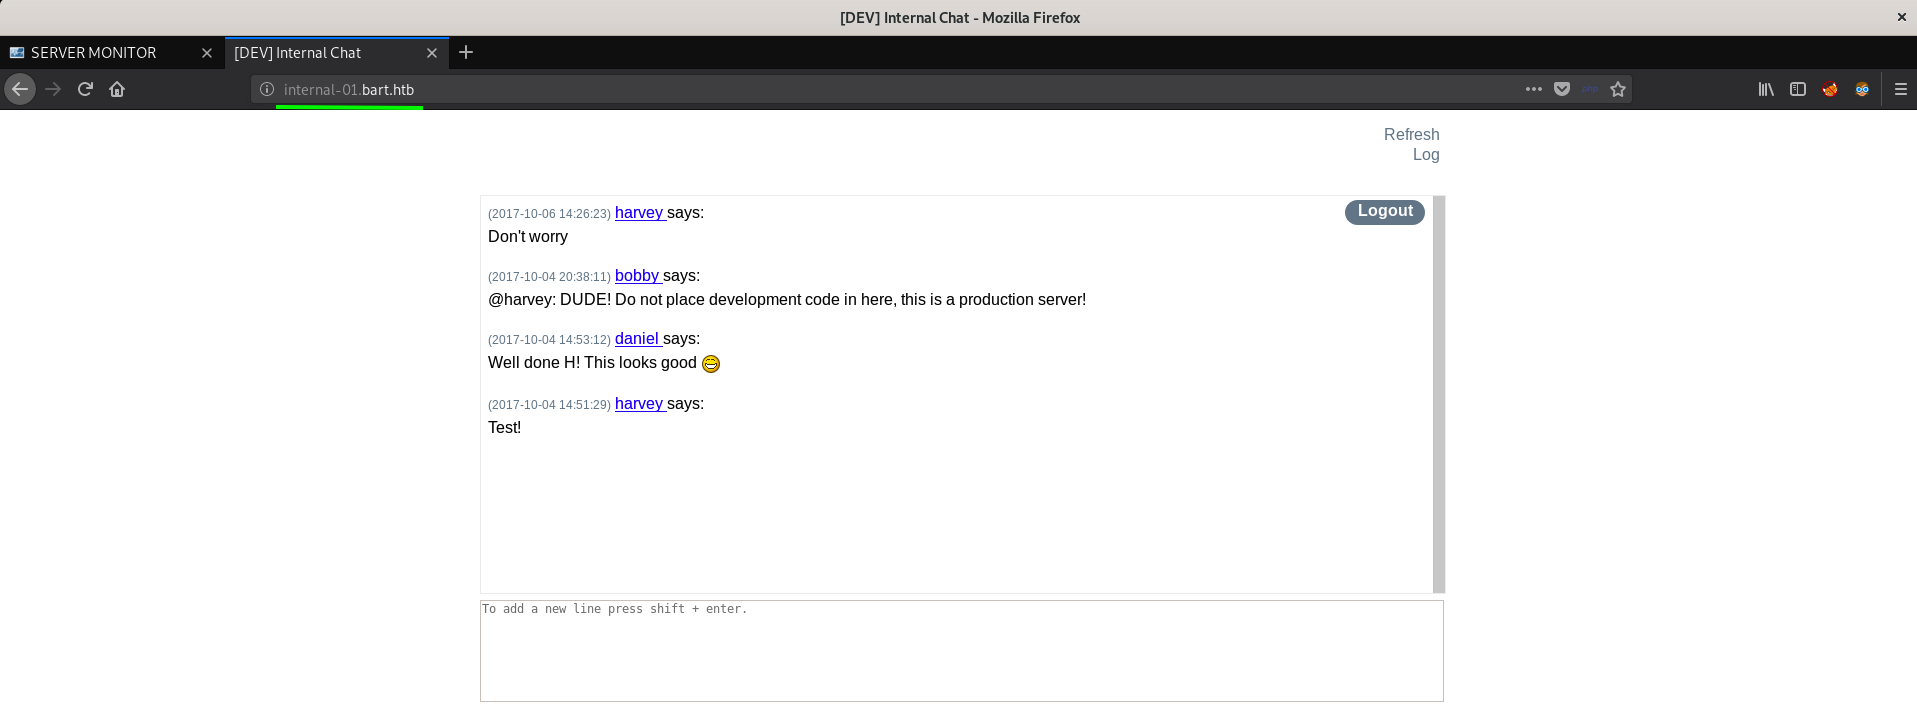 [DEV] Internal Chat - Mozilla Firefox
SERVER MONITOR
[DEV] Internal Chat
internal-01.bart.htb
Refresh
Log
(2017-10-06 14:26:23) harvey says:
Logout
Don't worry
(2017-10-04 20:38:11) bobby says:
@harvey: DUDE! Do not place development code in here, this is a production server!
(2017-10-04 14:53:12) daniel says:
Well done H! This looks good
(2017-10-04 14:51:29) harvey says:
Test!
To add a new line press shift + enter.